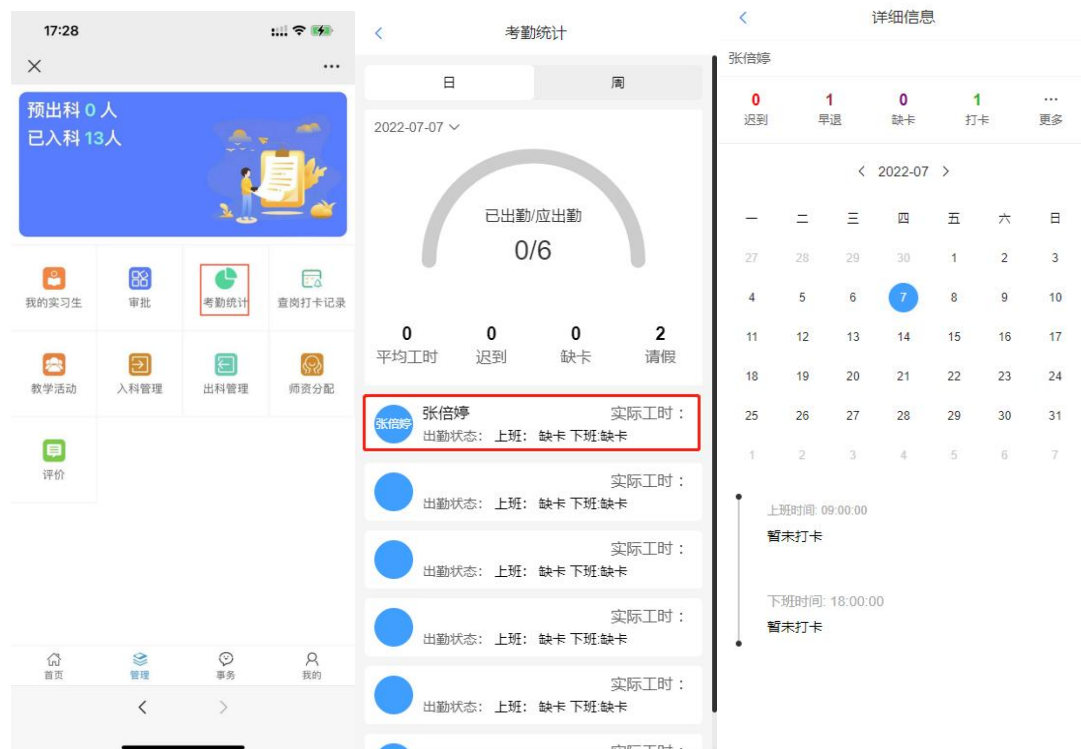 17:28
预出科 0 人
已入科 13人
我的实习生
审批
考勤统计
查岗打卡记录
教学活动
入科管理
出科管理
师资分配
评价
首页
管理
事务
我的
考勤统计
日
周
2022-07-07
已出勤/应出勤
0/6
0
0
0
2
平均工时
迟到
缺卡
请假
张倍婷
张倍婷
实际工时：
出勤状态： 上班： 缺卡 下班:缺卡
实际工时：
出勤状态： 上班： 缺卡 下班:缺卡
实际工时：
出勤状态： 上班： 缺卡 下班:缺卡
实际工时：
出勤状态： 上班： 缺卡 下班:缺卡
实际工时：
出勤状态： 上班： 缺卡 下班:缺卡
详细信息
张倍婷
0
1
0
1
迟到
早退
缺卡
打卡
更多
2022-07
一 二 三 四 五 六 日
27 28 29 30 1 2 3
4 5 6 7 8 9 10
11 12 13 14 15 16 17
18 19 20 21 22 23 24
25 26 27 28 29 30 31
1 2 3 4 5 6 7
上班时间: 09:00:00
暂未打卡
下班时间: 18:00:00
暂未打卡